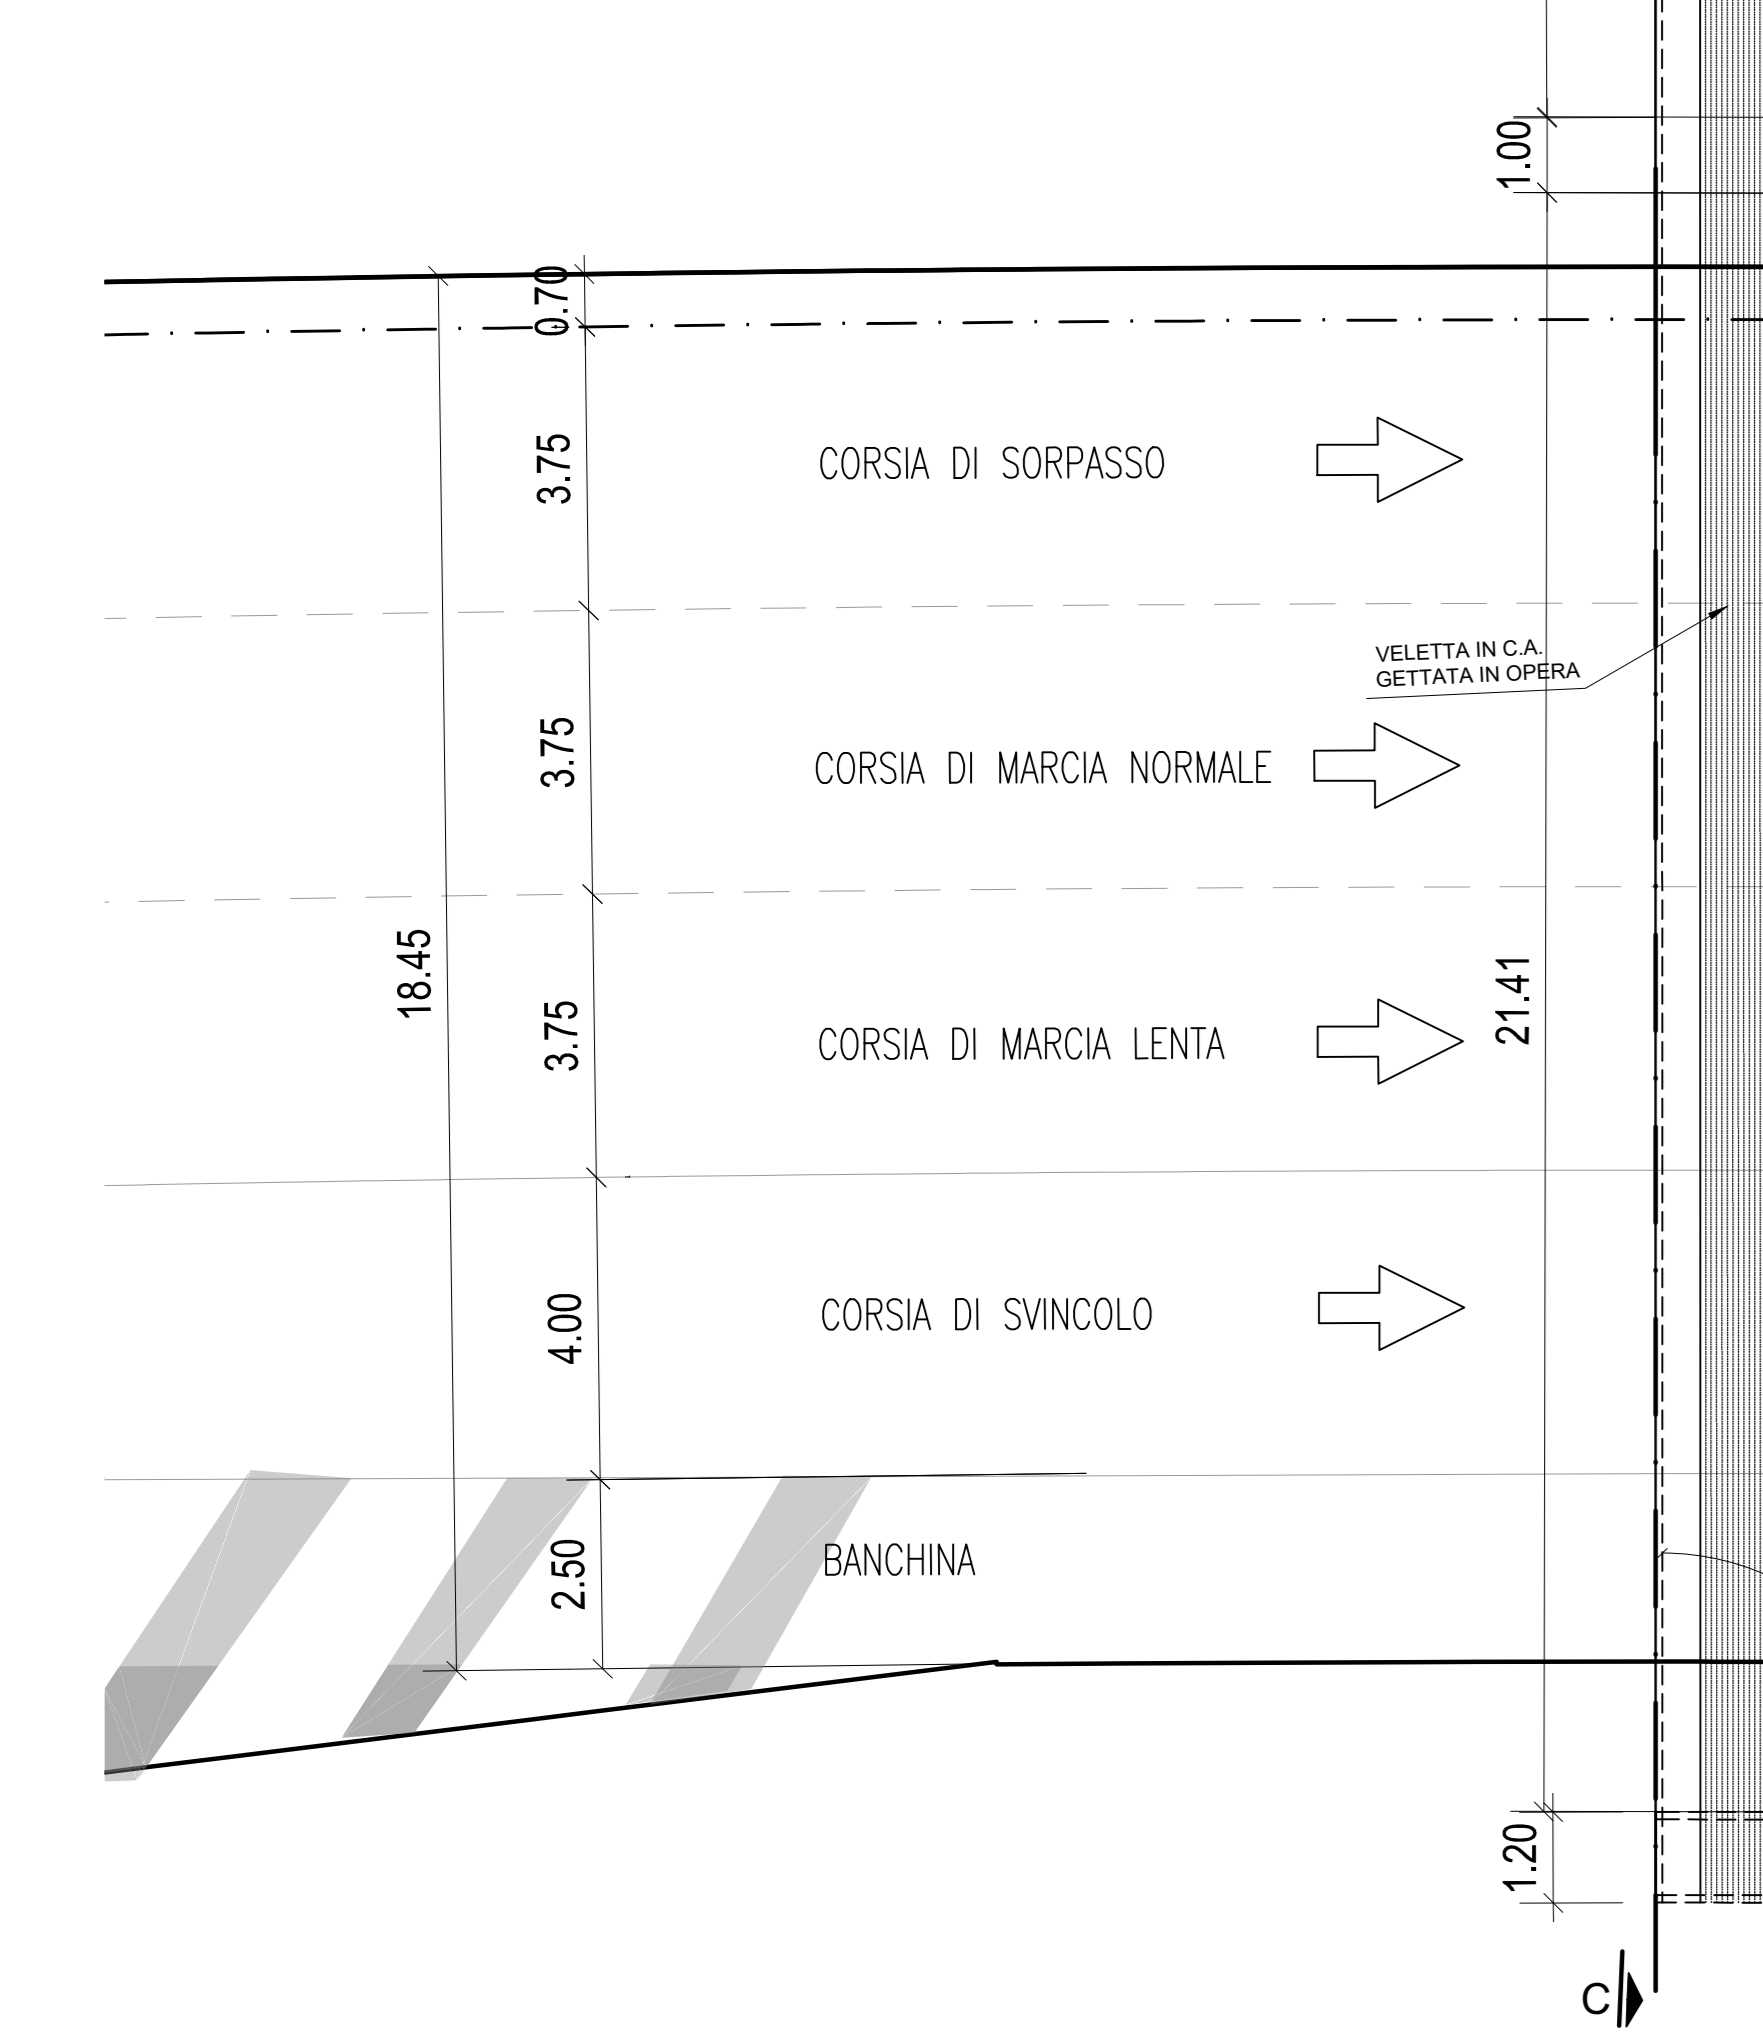 1.00
0.70
3.75
CORSIA DI SORPASSO
VELETTA IN C.A.
GETTATA IN OPERA
3.75
CORSIA DI MARCIA NORMALE
18.45
3.75
CORSIA DI MARCIA LENTA
21.41
4.00
CORSIA DI SVINCOLO
2.50
BANCHINA
1.20
C